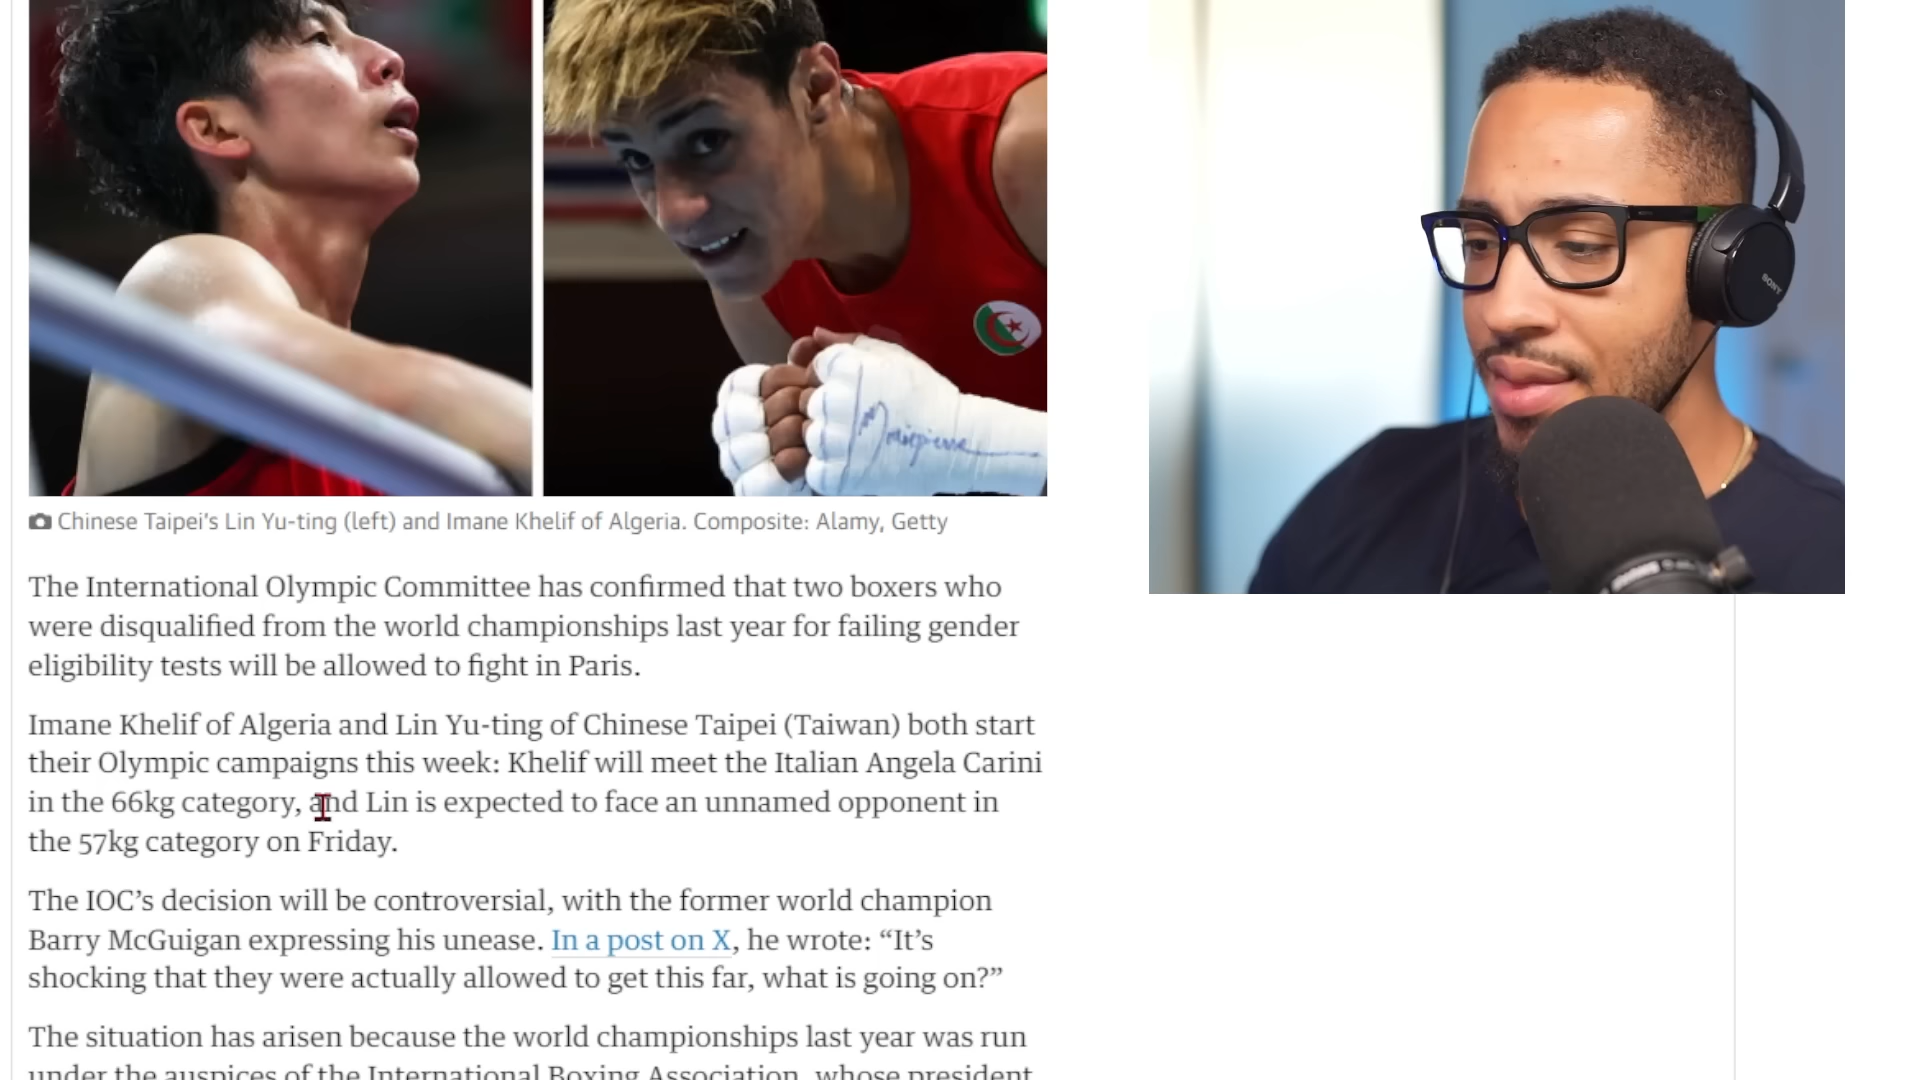 SONY
Chinese Taipei's Lin Yu-ting (left) and Imane Khelif of Algeria. Composite: Alamy, Getty
The International Olympic Committee has confirmed that two boxers who
were disqualified from the world championships last year for failing gender
eligibility tests will be allowed to fight in Paris.
Imane Khelif of Algeria and Lin Yu-ting of Chinese Taipei (Taiwan) both start
their Olympic campaigns this week: Khelif will meet the Italian Angela Carini
in the 66kg category, and Lin is expected to face an unnamed opponent in
the 57kg category on Friday.
The IOC’s decision will be controversial, with the former world champion
Barry McGuigan expressing his unease. In a post on X, he wrote: “It’s
shocking that they were actually allowed to get this far, what is going on?”
The situation has arisen because the world championships last year was run
under the auspices of the International Boxing Association, whose president